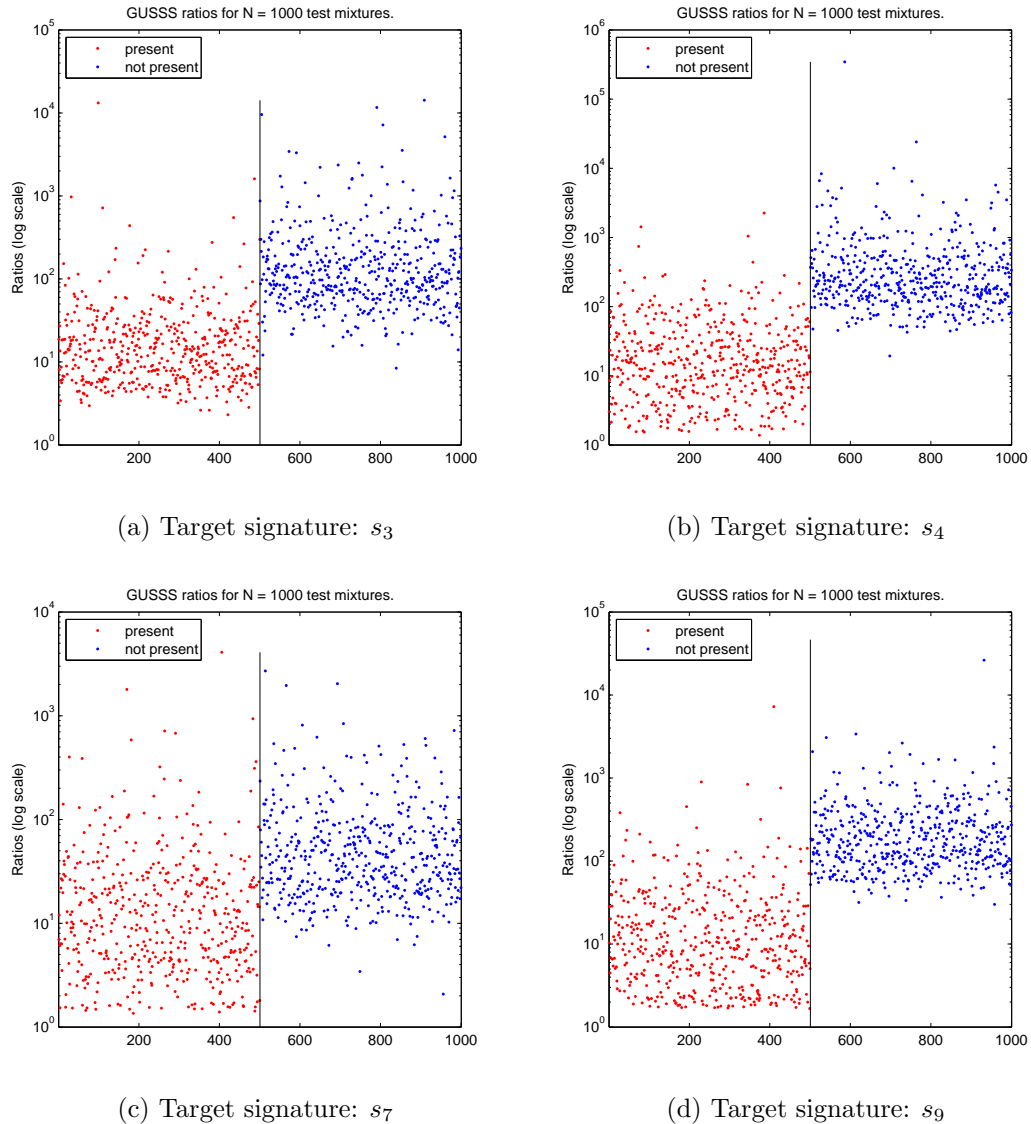 GUSSS ratios for N = 1000 test mixtures.
10^5
10^4
10^3
10^2
10^1
10^0
Ratios (log scale)
present
not present
200 400 600 800 1000
(a) Target signature: s_3
GUSSS ratios for N = 1000 test mixtures.
10^6
10^5
10^4
10^3
10^2
10^1
10^0
Ratios (log scale)
present
not present
200 400 600 800 1000
(b) Target signature: s_4
GUSSS ratios for N = 1000 test mixtures.
10^4
10^3
10^2
10^1
10^0
Ratios (log scale)
present
not present
200 400 600 800 1000
(c) Target signature: s_7
GUSSS ratios for N = 1000 test mixtures.
10^5
10^4
10^3
10^2
10^1
10^0
Ratios (log scale)
present
not present
200 400 600 800 1000
(d) Target signature: s_9